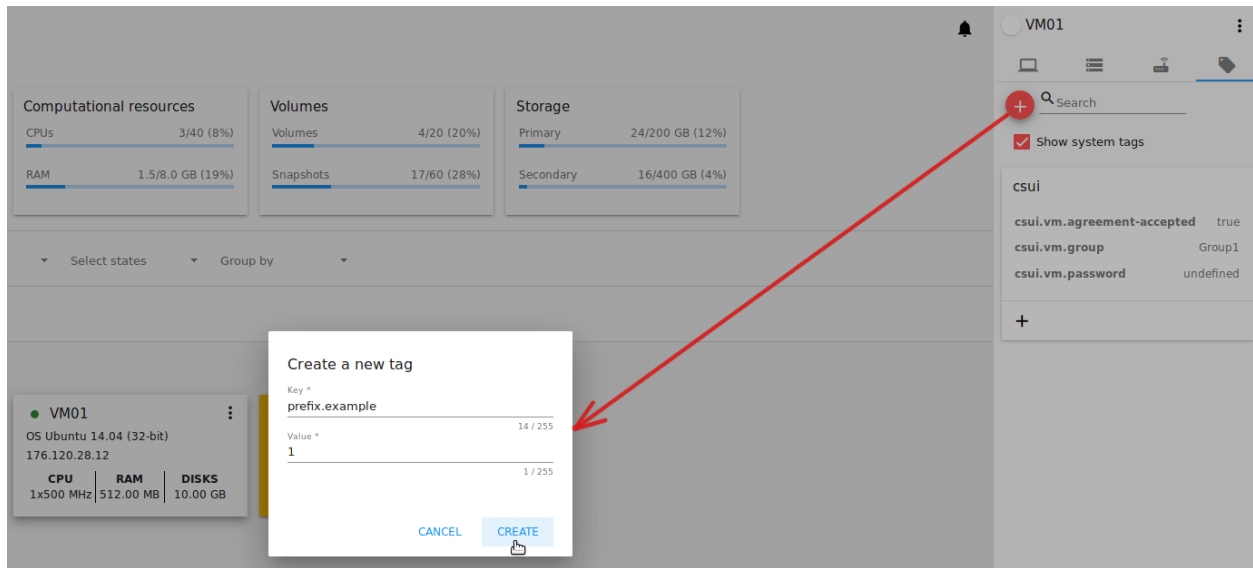 VM01
Search
Show system tags
csui
csui.vm.agreement-accepted true
csui.vm.group Group1
csui.vm.password undefined
+
Computational resources
CPUs 3/40 (8%)
RAM 1.5/8.0 GB (19%)
Volumes
Volumes 4/20 (20%)
Snapshots 17/60 (28%)
Storage
Primary 24/200 GB (12%)
Secondary 16/400 GB (4%)
Select states
Group by
VM01
OS Ubuntu 14.04 (32-bit)
176.120.28.12
CPU RAM DISKS
1x500 MHz 512.00 MB 10.00 GB
Create a new tag
Key *
prefix.example
14 / 255
Value *
1
1 / 255
CANCEL CREATE